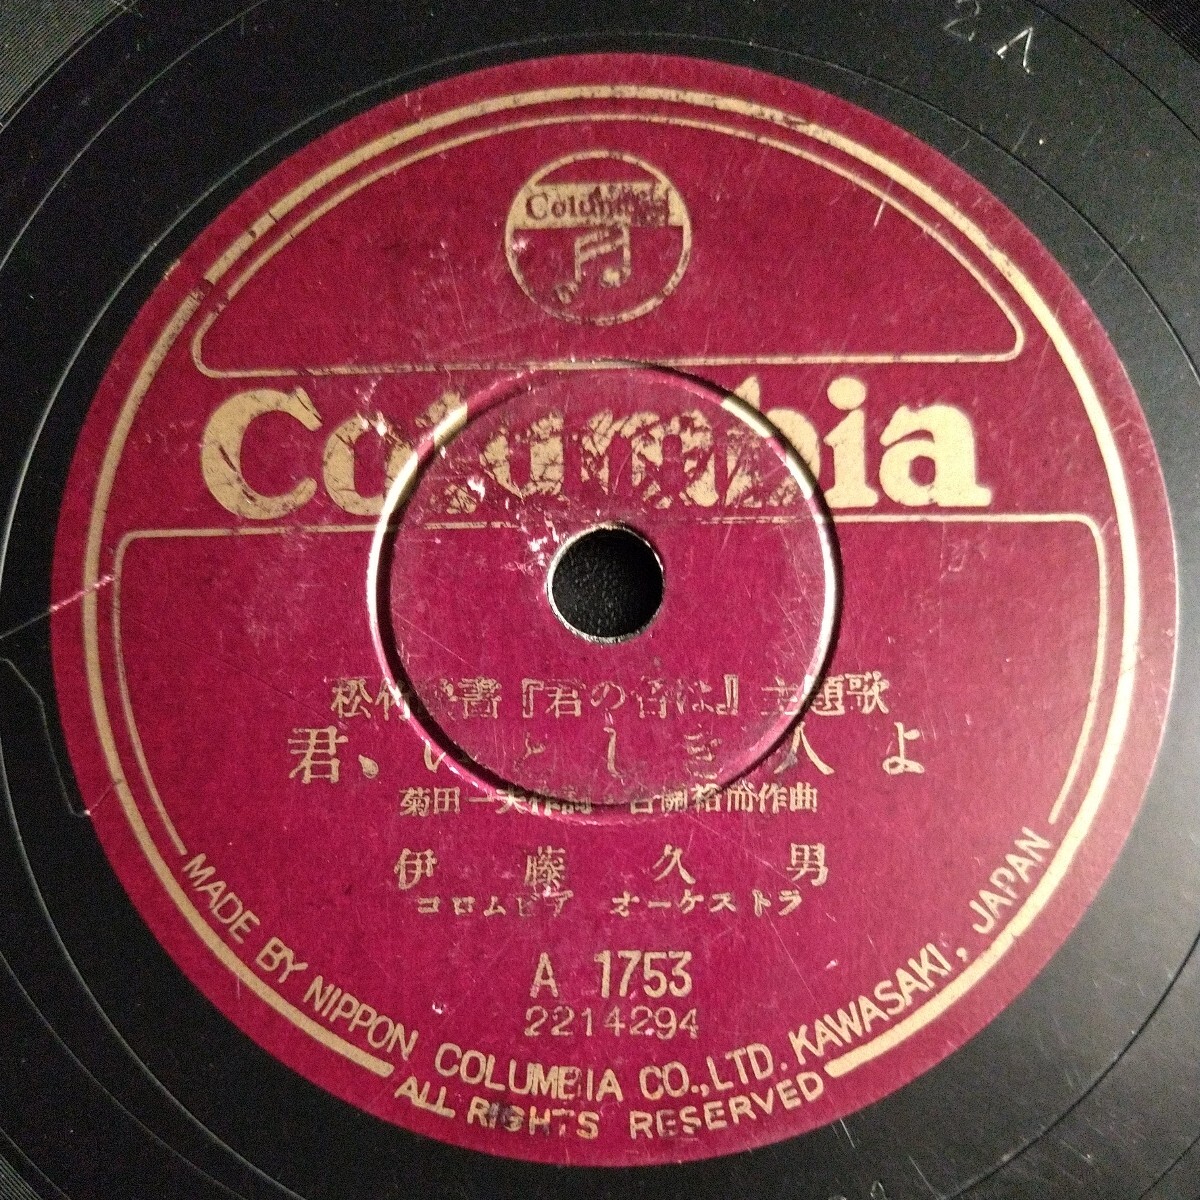 2A
Columbia
Columbia
松竹映畫『君の名は』主題歌
君、いとしき人よ
菊田一夫作詞・古關裕而作曲
伊藤久男
コロムビア オーケストラ
A 1753
2214294
MADE BY NIPPON COLUMBIA CO., LTD. KAWASAKI, JAPAN
ALL RIGHTS RESERVED